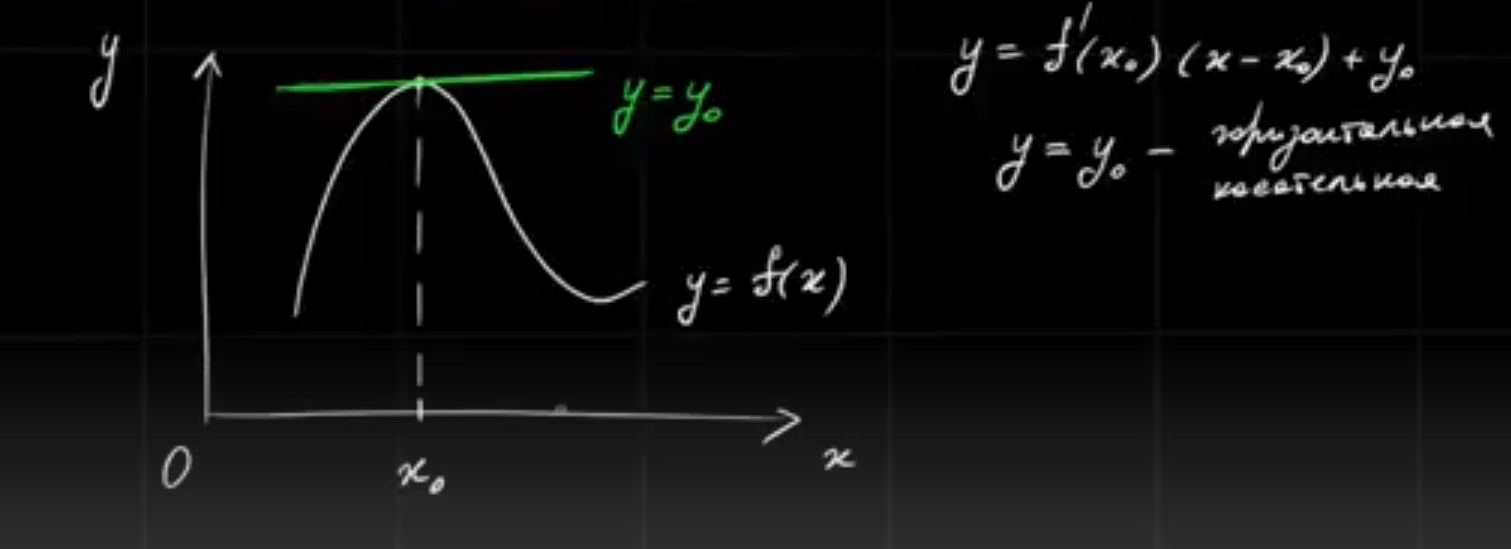 y
y = y₀
y = f(x)
0
x₀
x
y = f'(x₀) (x - x₀) + y₀
y = y₀ - горизонтальная
касательная